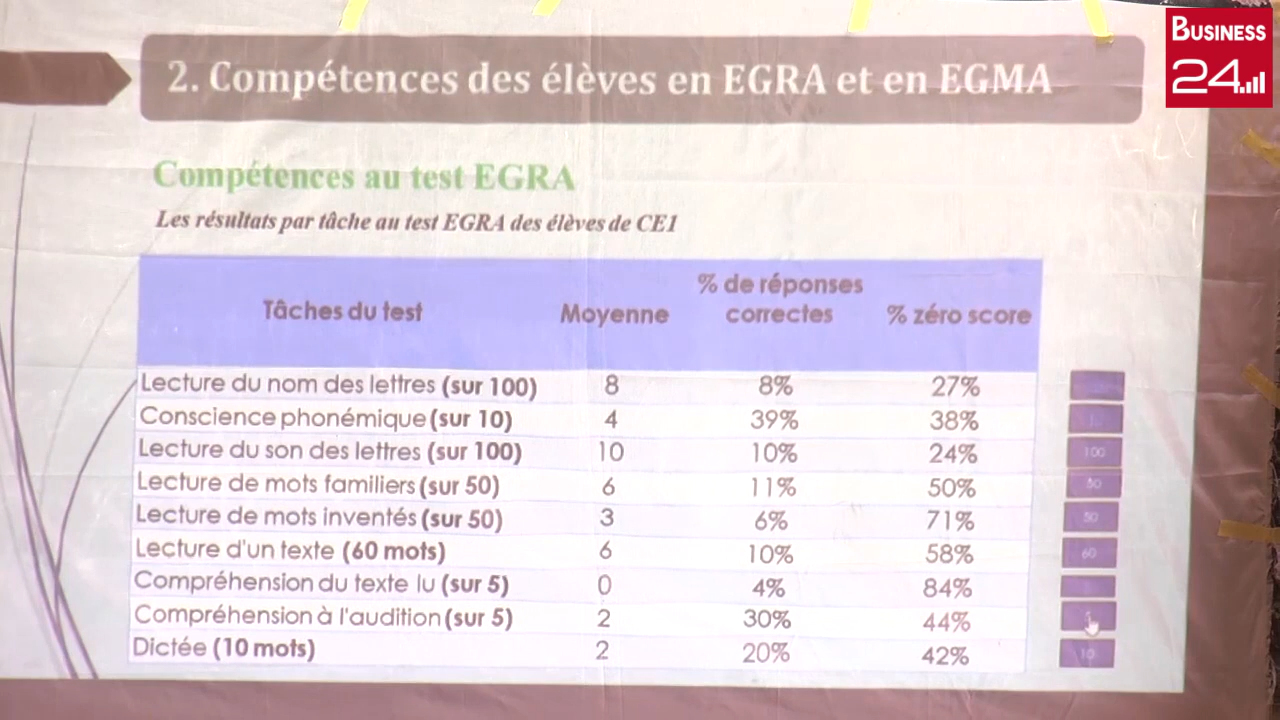 BUSINESS
24
2. Compétences des élèves en EGRA et en EGMA
Compétences au test EGRA
Les résultats par tâche au test EGRA des élèves de CE1
Tâches du test Moyenne % de réponses correctes % zéro score
Lecture du nom des lettres (sur 100) 8 8% 27%
Conscience phonémique (sur 10) 4 39% 38%
Lecture du son des lettres (sur 100) 10 10% 24% 100
Lecture de mots familiers (sur 50) 6 11% 50% 50
Lecture de mots inventés (sur 50) 3 6% 71% 50
Lecture d'un texte (60 mots) 6 10% 58% 60
Compréhension du texte lu (sur 5) 0 4% 84%
Compréhension à l'audition (sur 5) 2 30% 44%
Dictée (10 mots) 2 20% 42% 10